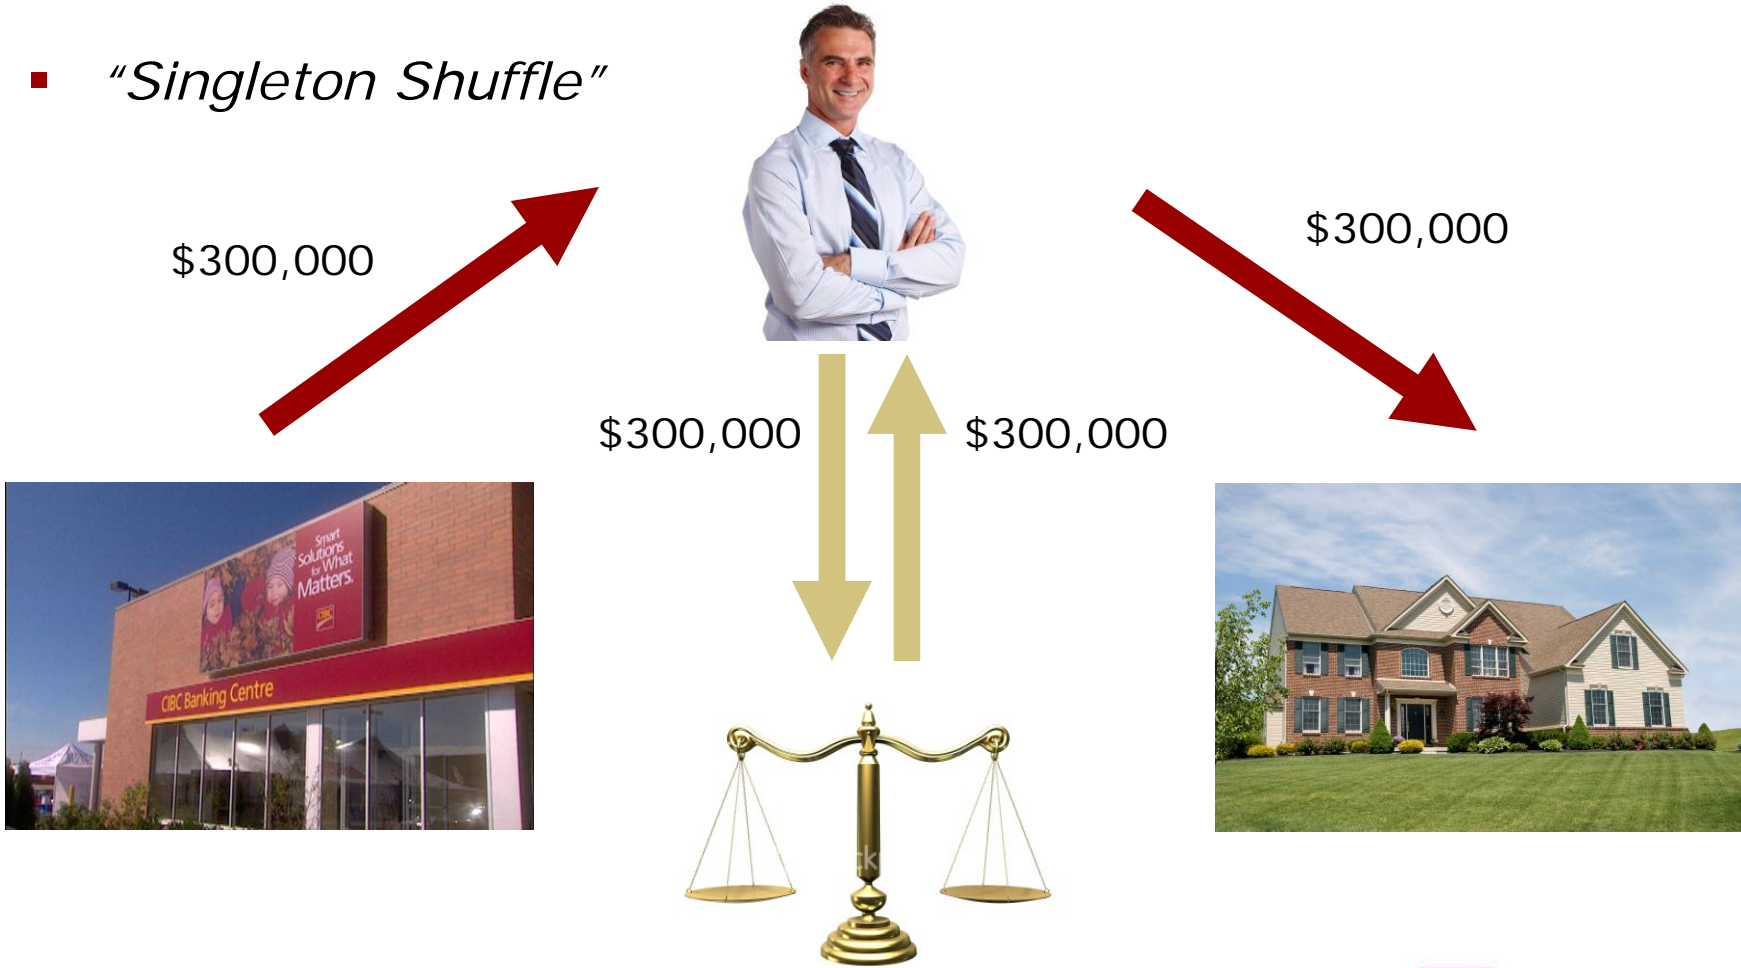 “Singleton Shuffle”
$300,000
$300,000
$300,000
$300,000
Smart
Solutions
for What
Matters.
CIBC
CIBC Banking Centre
ck